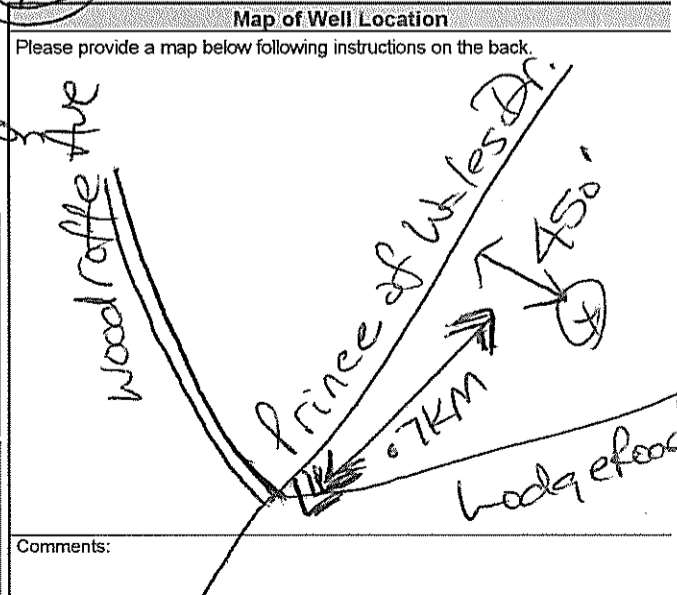 Map of Well Location
Please provide a map below following instructions on the back.
Woodroffe Ave
Prince of Wales Dr.
450'
.7KM
Comments: